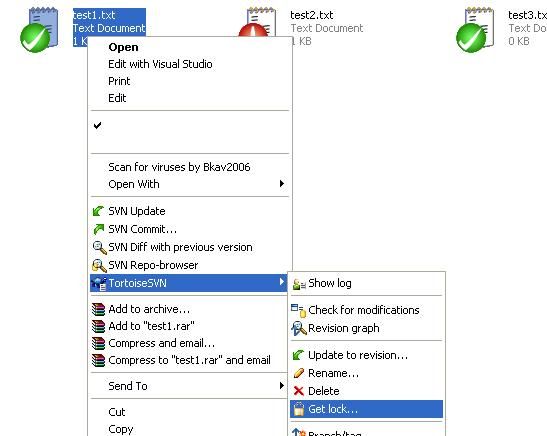 test1.txt
Text Document
1 KB
test2.txt
Text Document
1 KB
test3.tx
Text Do
0 KB
Open
Edit with Visual Studio
Print
Edit
Scan for viruses by Bkav2006
Open With
SVN Update
SVN Commit...
SVN Diff with previous version
SVN Repo-browser
TortoiseSVN
Add to archive...
Add to "test1.rar"
Compress and email...
Compress to "test1.rar" and email
Send To
Cut
Copy
Show log
Check for modifications
Revision graph
Update to revision...
Rename...
Delete
Get lock...
Branch/tag